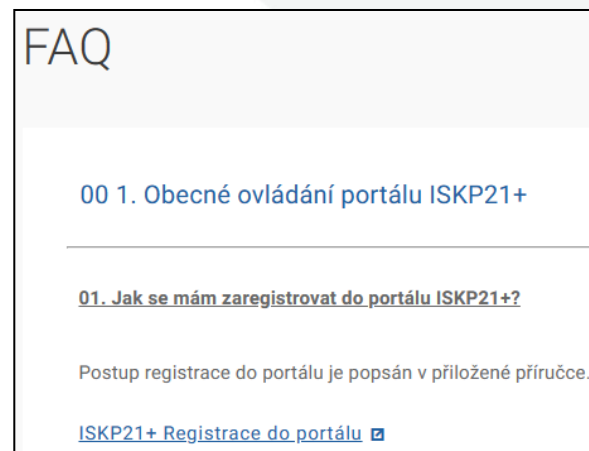 FAQ
00 1. Obecné ovládání portálu ISKP21+
01. Jak se mám zaregistrovat do portálu ISKP21+?
Postup registrace do portálu je popsán v přiložené příručce.
ISKP21+ Registrace do portálu